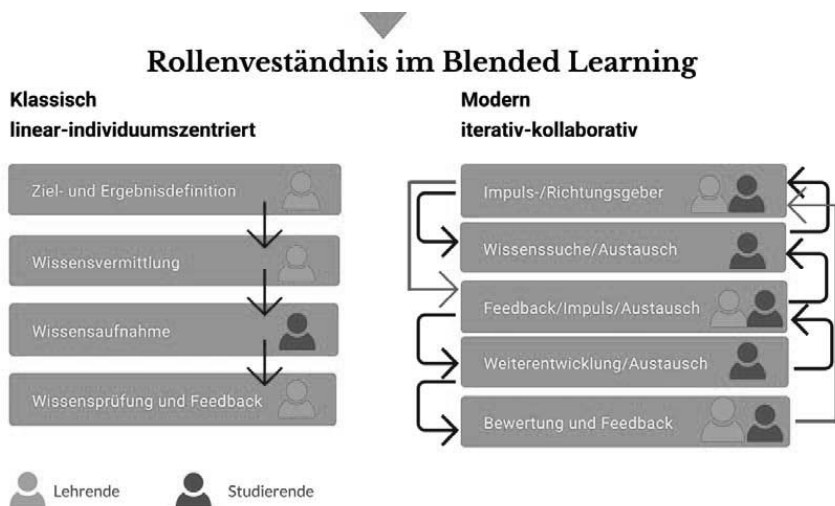 Rollenveständnis im Blended Learning
Klassisch
linear-individuumszentriert
Ziel- und Ergebnisdefinition
Wissensvermittlung
Wissensaufnahme
Wissensprüfung und Feedback
Modern
iterativ-kollaborativ
Impuls-/Richtungsgeber
Wissenssuche/Austausch
Feedback/Impuls/Austausch
Weiterentwicklung/Austausch
Bewertung und Feedback
Lehrende
Studierende